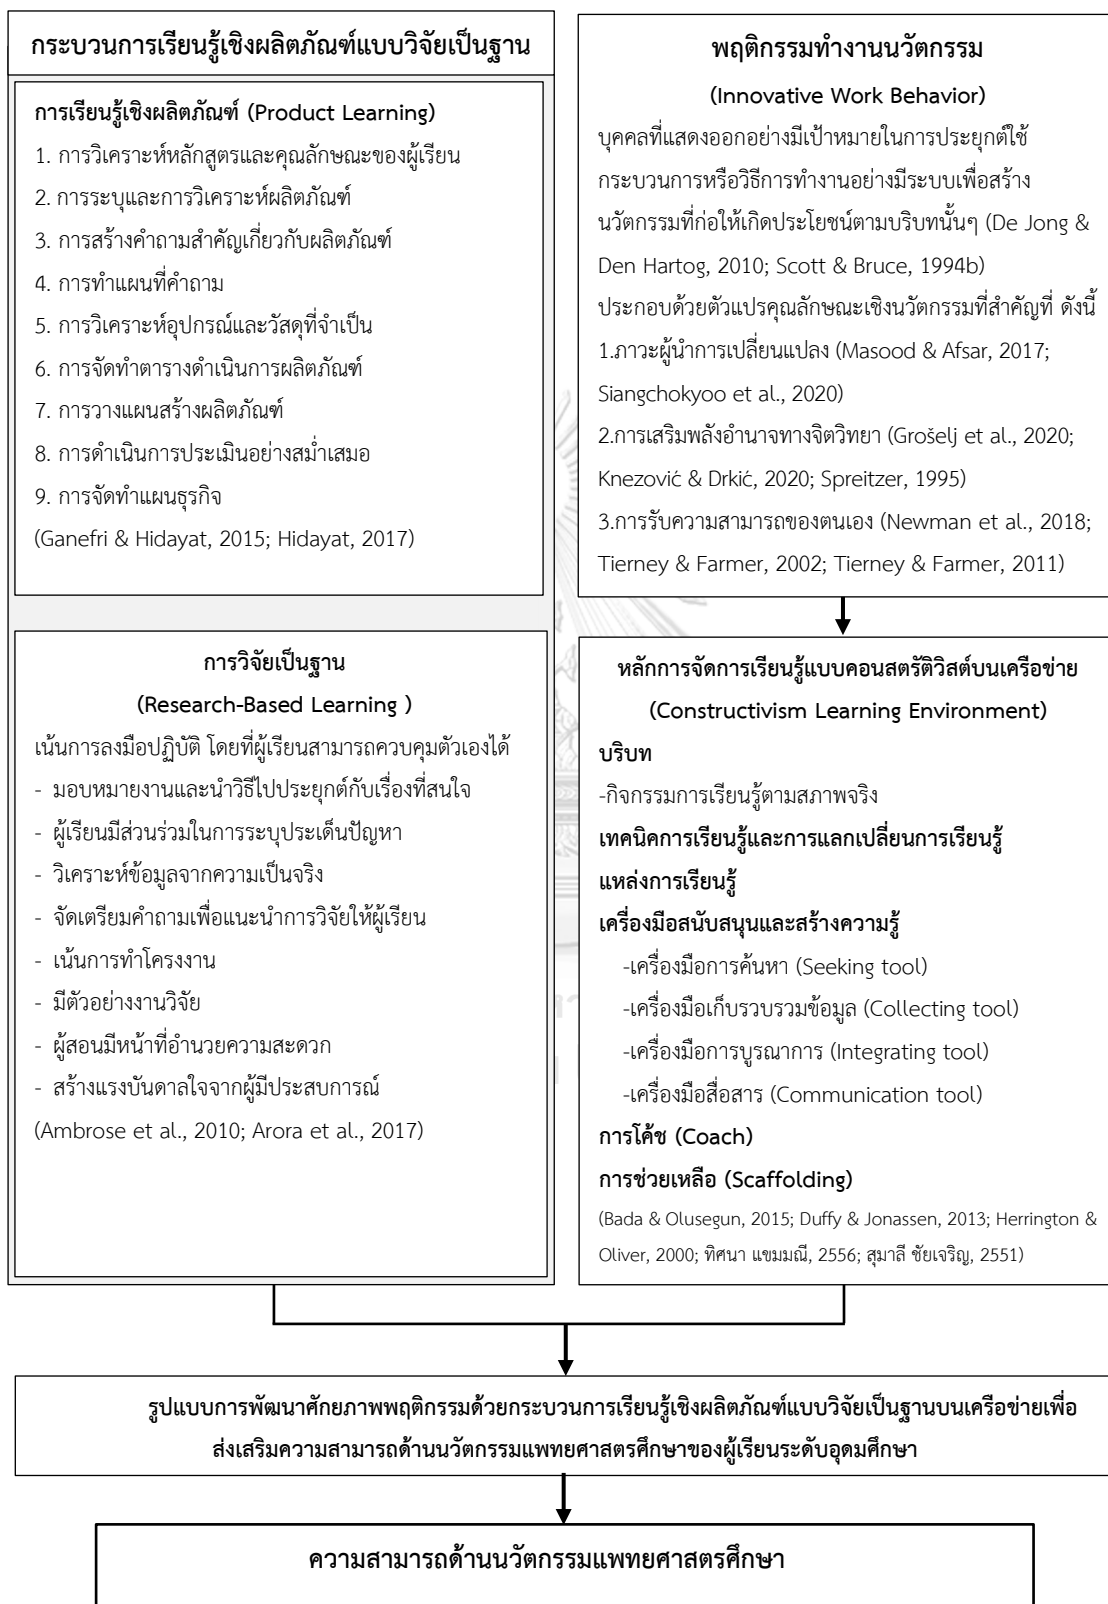 กระบวนการเรียนรู้เชิงผลิตภัณฑ์แบบวิจัยเป็นฐาน
การเรียนรู้เชิงผลิตภัณฑ์ (Product Learning)
1. การวิเคราะห์หลักสูตรและคุณลักษณะของผู้เรียน
2. การระบุและการวิเคราะห์ผลิตภัณฑ์
3. การสร้างคำถามสำคัญเกี่ยวกับผลิตภัณฑ์
4. การทำแผนที่คำถาม
5. การวิเคราะห์อุปกรณ์และวัสดุที่จำเป็น
6. การจัดทำตารางดำเนินการผลิตภัณฑ์
7. การวางแผนสร้างผลิตภัณฑ์
8. การดำเนินการประเมินอย่างสม่ำเสมอ
9. การจัดทำแผนธุรกิจ
(Ganefri & Hidayat, 2015; Hidayat, 2017)
การวิจัยเป็นฐาน
(Research-Based Learning )
เน้นการลงมือปฏิบัติ โดยที่ผู้เรียนสามารถควบคุมตัวเองได้
- มอบหมายงานและนำวิธีไปประยุกต์กับเรื่องที่สนใจ
- ผู้เรียนมีส่วนร่วมในการระบุประเด็นปัญหา
- วิเคราะห์ข้อมูลจากความเป็นจริง
- จัดเตรียมคำถามเพื่อแนะนำการวิจัยให้ผู้เรียน
- เน้นการทำโครงงาน
- มีตัวอย่างงานวิจัย
- ผู้สอนมีหน้าที่อำนวยความสะดวก
- สร้างแรงบันดาลใจจากผู้มีประสบการณ์
(Ambrose et al., 2010; Arora et al., 2017)
พฤติกรรมทำงานนวัตกรรม
(Innovative Work Behavior)
บุคคลที่แสดงออกอย่างมีเป้าหมายในการประยุกต์ใช้
กระบวนการหรือวิธีการทำงานอย่างมีระบบเพื่อสร้าง
นวัตกรรมที่ก่อให้เกิดประโยชน์ตามบริบทนั้นๆ (De Jong &
Den Hartog, 2010; Scott & Bruce, 1994b)
ประกอบด้วยตัวแปรคุณลักษณะเชิงนวัตกรรมที่สำคัญที่ ดังนี้
1.ภาวะผู้นำการเปลี่ยนแปลง (Masood & Afsar, 2017;
Siangchokyoo et al., 2020)
2.การเสริมพลังอำนาจทางจิตวิทยา (Grošelj et al., 2020;
Knezović & Drkić, 2020; Spreitzer, 1995)
3.การรับความสามารถของตนเอง (Newman et al., 2018;
Tierney & Farmer, 2002; Tierney & Farmer, 2011)
หลักการจัดการเรียนรู้แบบคอนสตรัติวิสต์บนเครือข่าย
(Constructivism Learning Environment)
บริบท
-กิจกรรมการเรียนรู้ตามสภาพจริง
เทคนิคการเรียนรู้และการแลกเปลี่ยนการเรียนรู้
แหล่งการเรียนรู้
เครื่องมือสนับสนุนและสร้างความรู้
-เครื่องมือการค้นหา (Seeking tool)
-เครื่องมือเก็บรวบรวมข้อมูล (Collecting tool)
-เครื่องมือการบูรณาการ (Integrating tool)
-เครื่องมือสื่อสาร (Communication tool)
การโค้ช (Coach)
การช่วยเหลือ (Scaffolding)
(Bada & Olusegun, 2015; Duffy & Jonassen, 2013; Herrington &
Oliver, 2000; ทิศนา แขมมณี, 2556; สุมาลี ชัยเจริญ, 2551)
รูปแบบการพัฒนาศักยภาพพฤติกรรมด้วยกระบวนการเรียนรู้เชิงผลิตภัณฑ์แบบวิจัยเป็นฐานบนเครือข่ายเพื่อ
ส่งเสริมความสามารถด้านนวัตกรรมแพทยศาสตรศึกษาของผู้เรียนระดับอุดมศึกษา
ความสามารถด้านนวัตกรรมแพทยศาสตรศึกษา